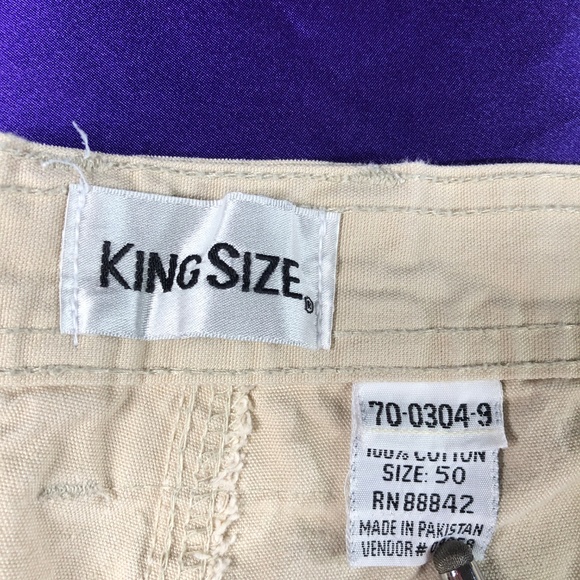 KING SIZE®
70-0304-9
100% COTTON
SIZE: 50
RN 88842
MADE IN PAKISTAN
VENDOR#